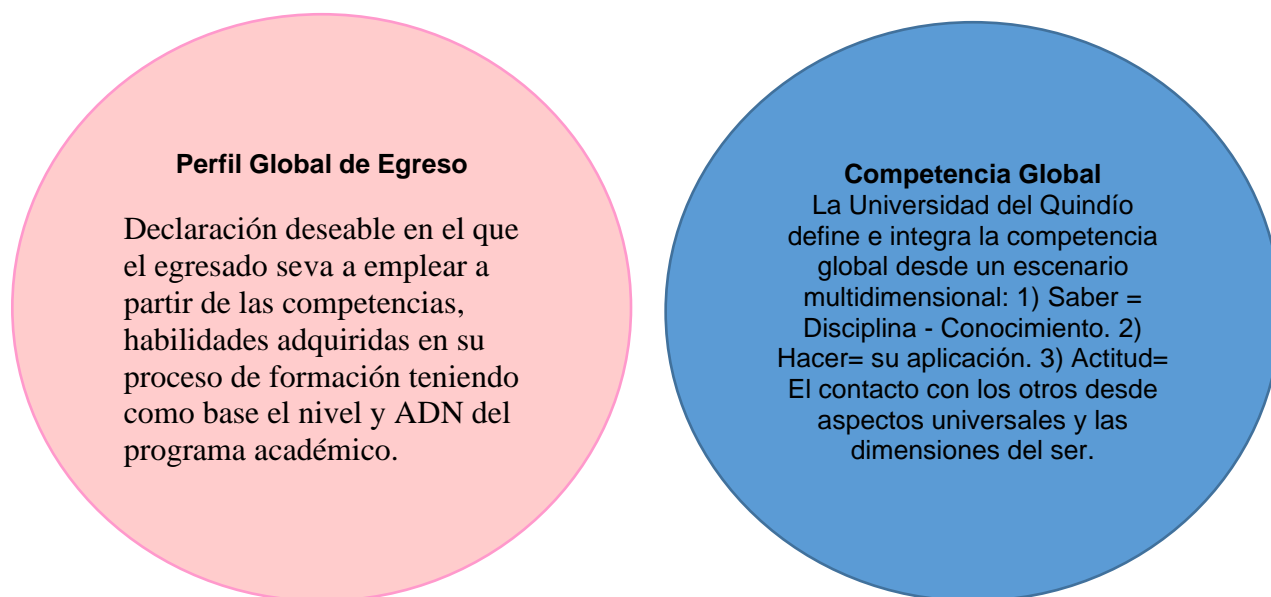 Perfil Global de Egreso
Declaración deseable en el que
el egresado seva a emplear a
partir de las competencias,
habilidades adquiridas en su
proceso de formación teniendo
como base el nivel y ADN del
programa académico.
Competencia Global
La Universidad del Quindío
define e integra la competencia
global desde un escenario
multidimensional: 1) Saber =
Disciplina - Conocimiento. 2)
Hacer= su aplicación. 3) Actitud=
El contacto con los otros desde
aspectos universales y las
dimensiones del ser.